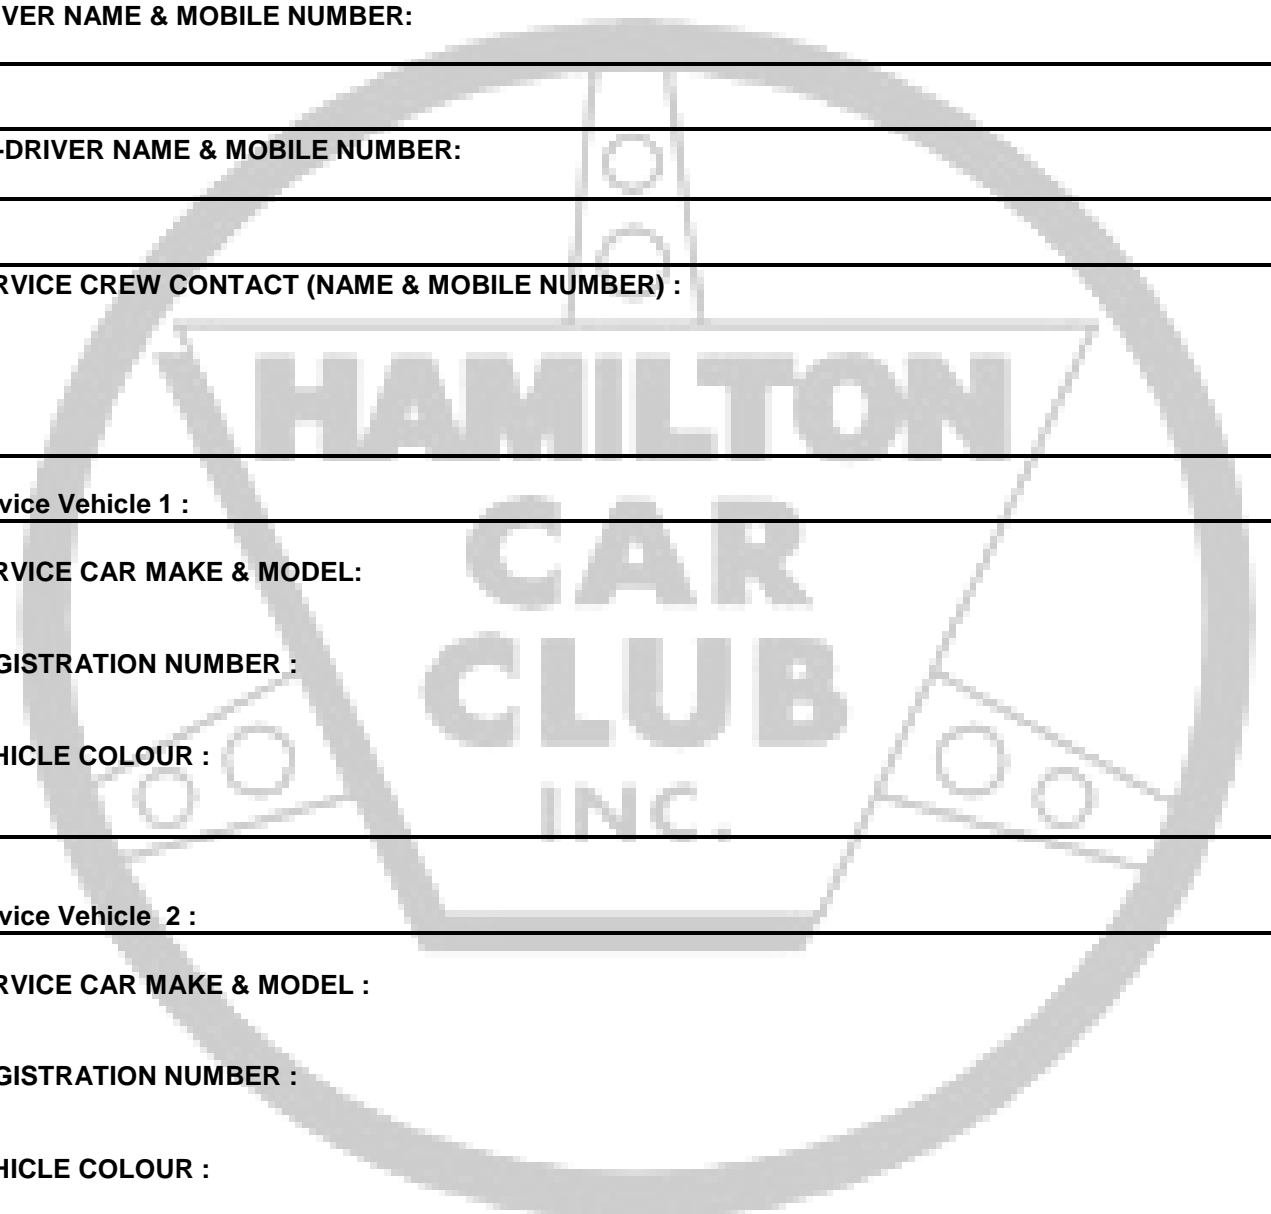 IVER NAME & MOBILE NUMBER:
-DRIVER NAME & MOBILE NUMBER:
RVICE CREW CONTACT (NAME & MOBILE NUMBER) :
HAMILTON
vice Vehicle 1 :
CAR
RVICE CAR MAKE & MODEL:
GISTRATION NUMBER :
CLUB
HICLE COLOUR :
INC.
vice Vehicle 2 :
RVICE CAR MAKE & MODEL :
GISTRATION NUMBER :
HICLE COLOUR :